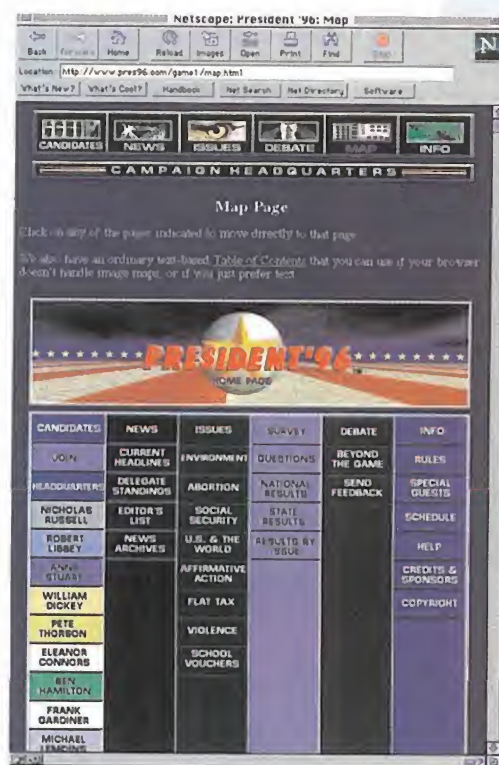 Netscape: President '96: Map
Back Forward Home Reload Images Open Print Find Stop
N
Location: http://www.pres96.com/game1/map.html
What's New? What's Cool? Handbook Net Search Net Directory Software
CANDIDATES NEWS ISSUES DEBATE MAP INFO
CAMPAIGN HEADQUARTERS
Map Page
Click on any of the pages indicated to move directly to that page
We also have an ordinary text-based Table of Contents that you can use if your browser
doesn't handle image maps, or if you just prefer text
PRESIDENT '96
HOME PAGE
CANDIDATES
JOIN
HEADQUARTERS
NICHOLAS
RUSSELL
ROBERT
LIBBEY
ANNE
STUART
WILLIAM
DICKEY
PETE
THORSON
ELEANOR
CONNORS
BEN
HAMILTON
FRANK
GARDINER
MICHAEL
NEWS
CURRENT
HEADLINES
DELEGATE
STANDINGS
EDITOR'S
LIST
NEWS
ARCHIVES
ISSUES
ENVIRONMENT
ABORTION
SOCIAL
SECURITY
U.S. & THE
WORLD
AFFIRMATIVE
ACTION
FLAT TAX
VIOLENCE
SCHOOL
VOUCHERS
SURVEY
QUESTIONS
NATIONAL
RESULTS
STATE
RESULTS
RESULTS BY
ISSUE
DEBATE
BEYOND
THE GAME
SEND
FEEDBACK
INFO
RULES
SPECIAL
GUESTS
SCHEDULE
HELP
CREDITS &
SPONSORS
COPYRIGHT